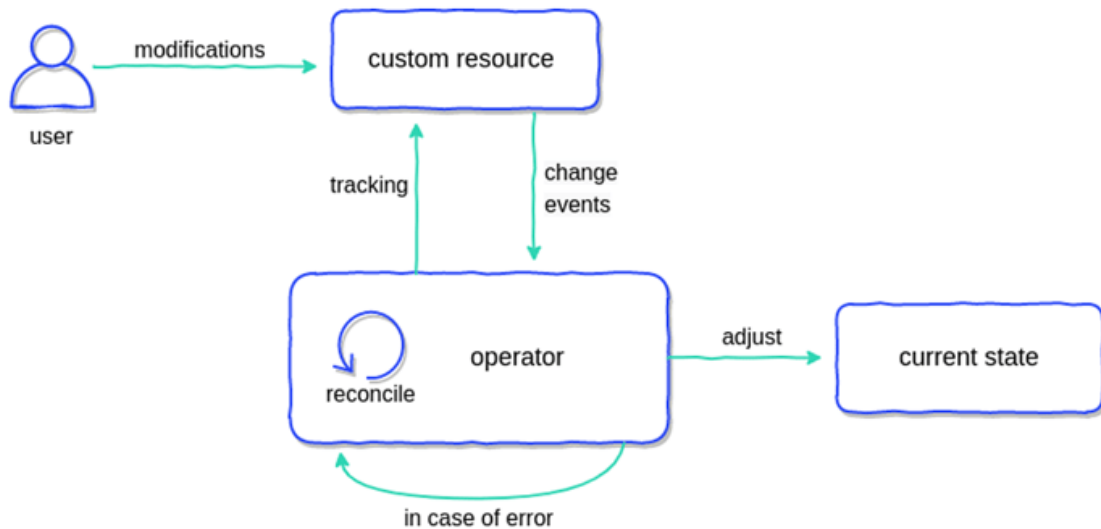 modifications
custom resource
user
tracking
change
events
operator
reconcile
adjust
current state
in case of error